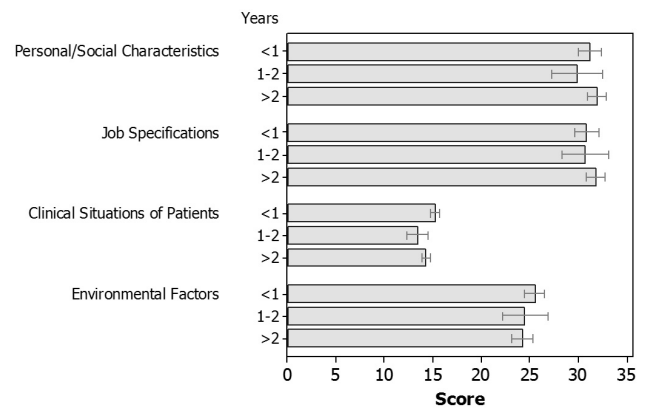 Years
Personal/Social Characteristics <1
1-2
>2
Job Specifications <1
1-2
>2
Clinical Situations of Patients <1
1-2
>2
Environmental Factors <1
1-2
>2
0 5 10 15 20 25 30 35
Score